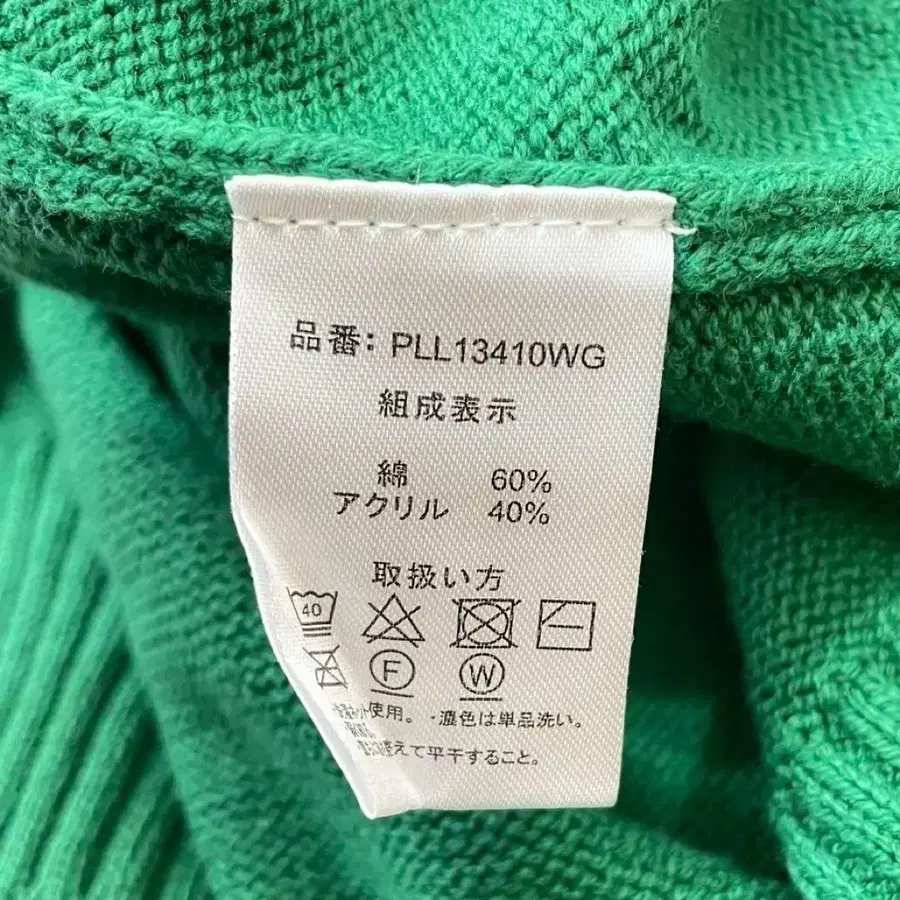 品番: PLL13410WG
組成表示
綿 60%
アクリル 40%
取扱い方
40
F W
使用。・濃色は単品洗い。
えて平干すること。